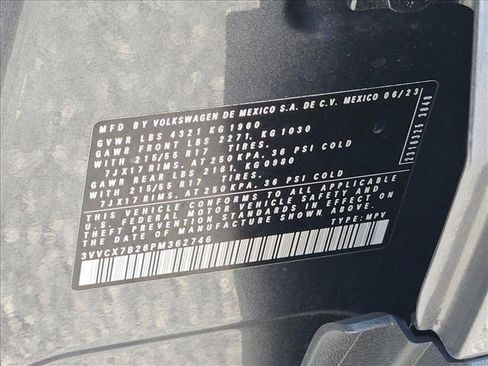 MFD. BY VOLKSWAGEN DE MEXICO S.A. DE C.V. MEXICO 06/23
GVWR LBS 4321 KG 1960
GAWR FRONT LBS 2271, KG 1030
WITH 215/55 R17 TIRES.
7JX17 RIMS, AT 250 KPA, 36 PSI COLD
GAWR REAR LBS 2161, KG 0980
WITH 215/55 R17 TIRES.
7JX17 RIMS, AT 250 KPA, 36 PSI COLD
THIS VEHICLE CONFORMS TO ALL APPLICABLE
U.S. FEDERAL MOTOR VEHICLE SAFETY AND
THEFT PREVENTION STANDARDS IN EFFECT ON
THE DATE OF MANUFACTURE SHOWN ABOVE.
3VVCX7B26PM362746 TYPE: MPV